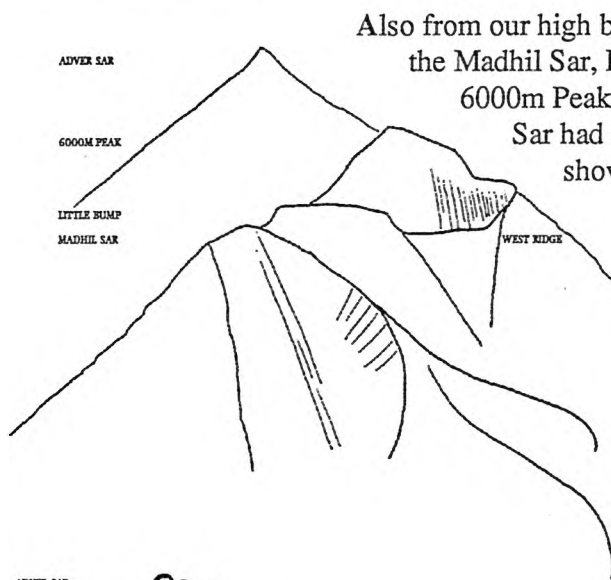 Also from our high b
the Madhil Sar, 
6000m Peak
Sar had
shov
ADVER SAR
6000M PEAK
LITTLE BUMP
MADHIL SAR
WEST RIDGE